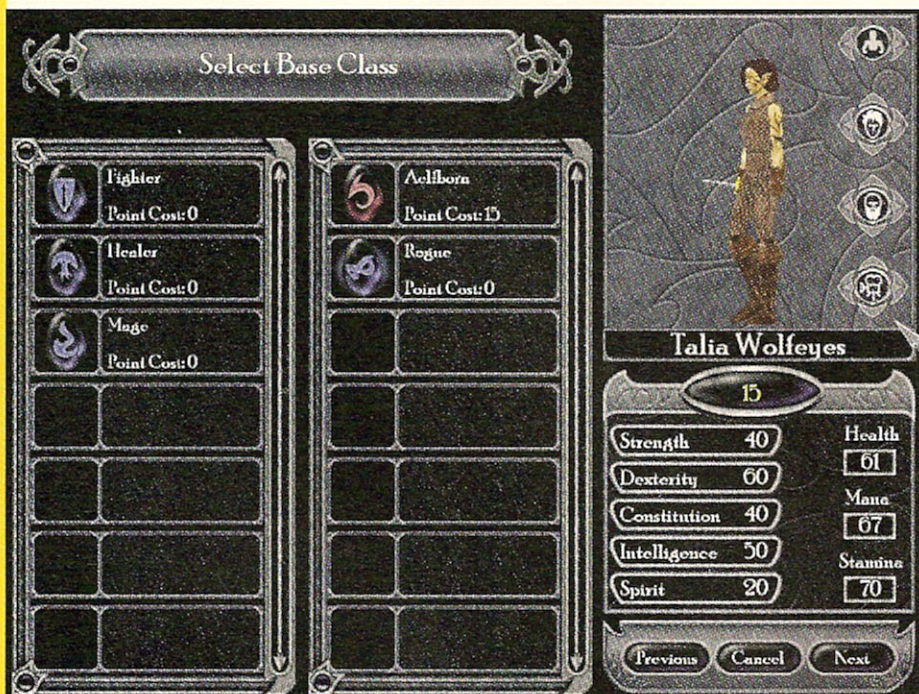 Select Base Class
Fighter
Point Cost: 0
Healer
Point Cost: 0
Mage
Point Cost: 0
Aelfborn
Point Cost: 15
Rogue
Point Cost: 0
Talia Wolfeyes
15
Strength 40
Dexterity 60
Constitution 40
Intelligence 50
Spirit 20
Health
61
Mana
67
Stamina
70
Previous
Cancel
Next